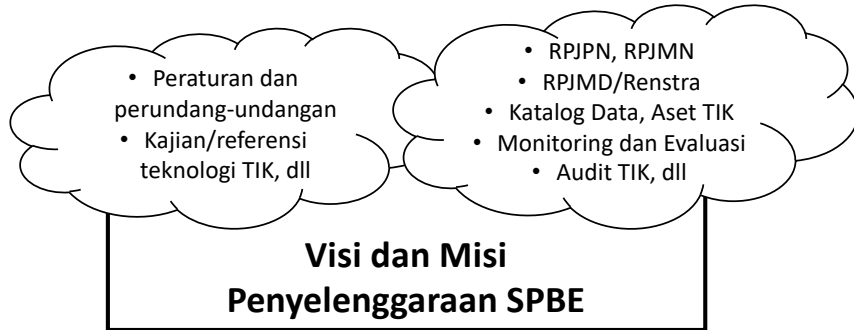 • Peraturan dan
perundang-undangan
• Kajian/referensi
teknologi TIK, dll
• RPJPN, RPJMN
• RPJMD/Renstra
• Katalog Data, Aset TIK
• Monitoring dan Evaluasi
• Audit TIK, dll
Visi dan Misi
Penyelenggaraan SPBE